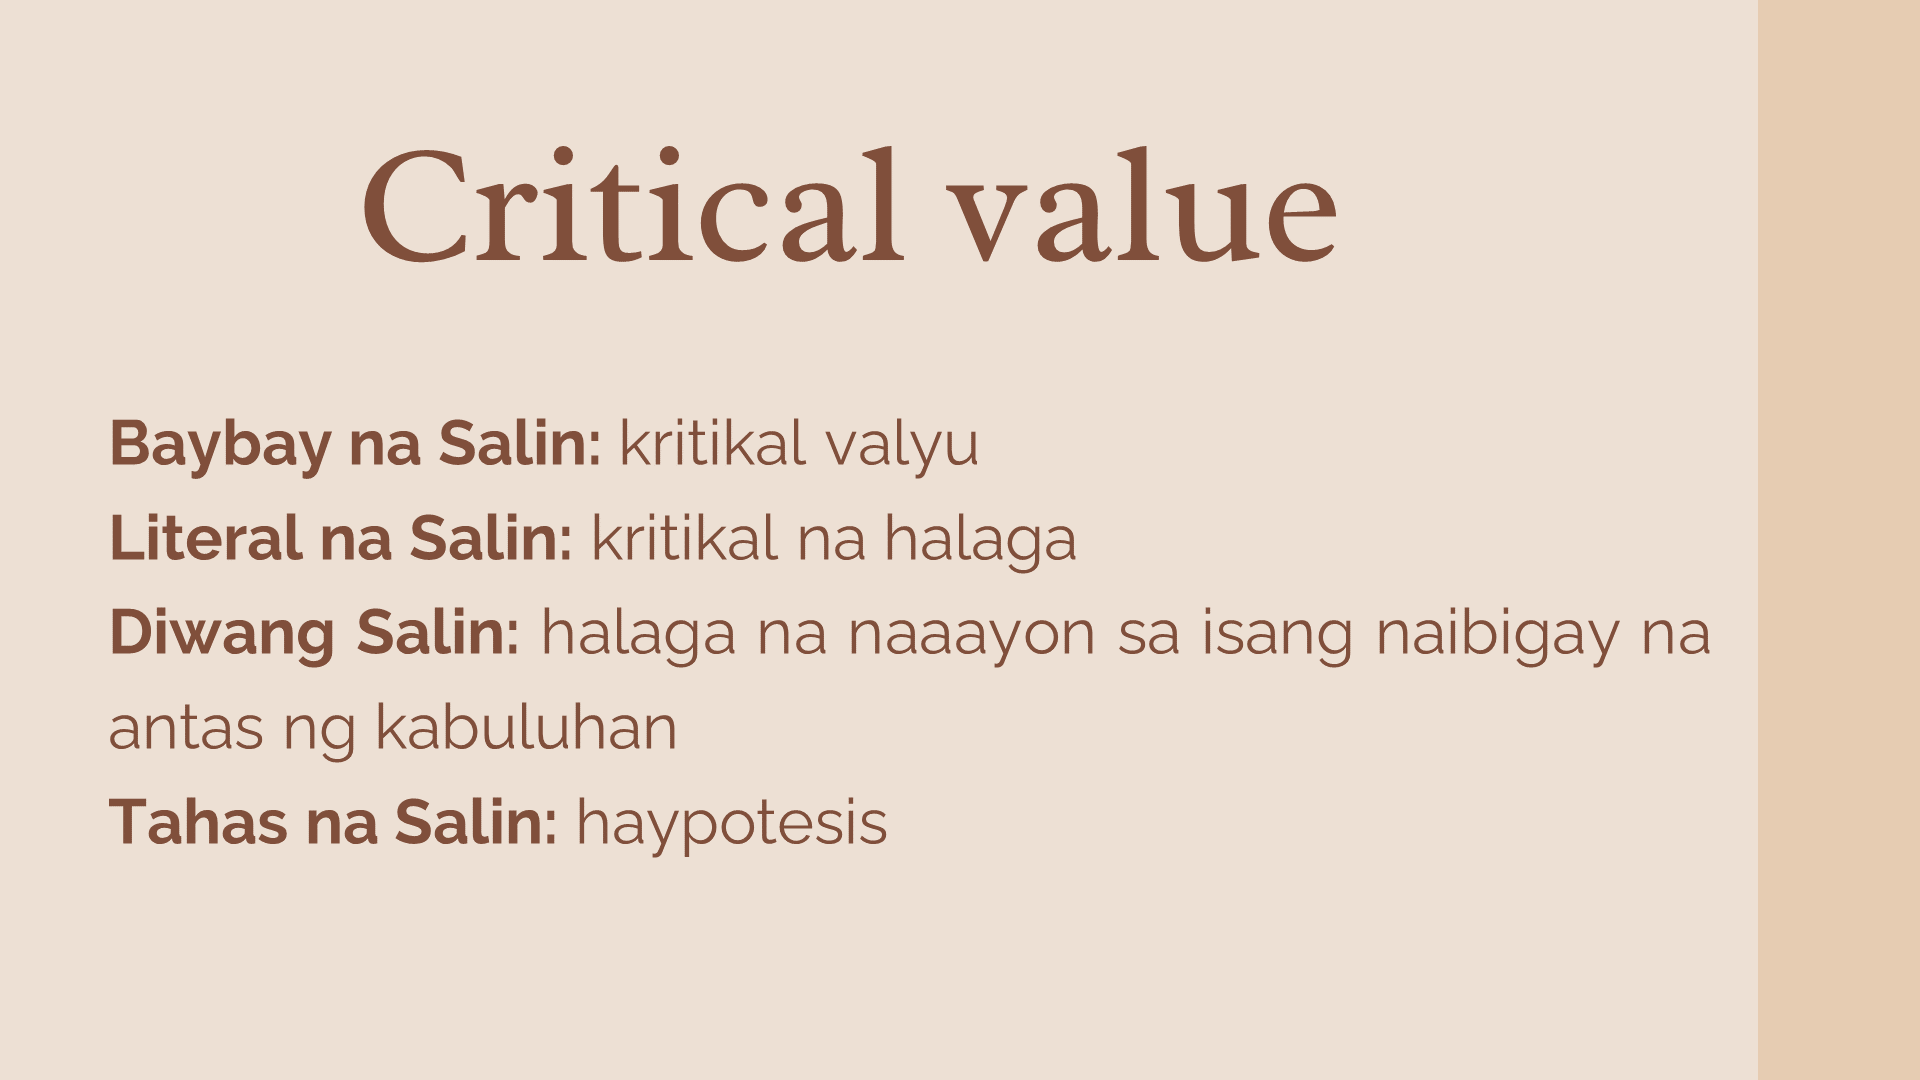 Critical value
Baybay na Salin: kritikal valyu
Literal na Salin: kritikal na halaga
Diwang Salin: halaga na naaayon sa isang naibigay na
antas ng kabuluhan
Tahas na Salin: haypotesis